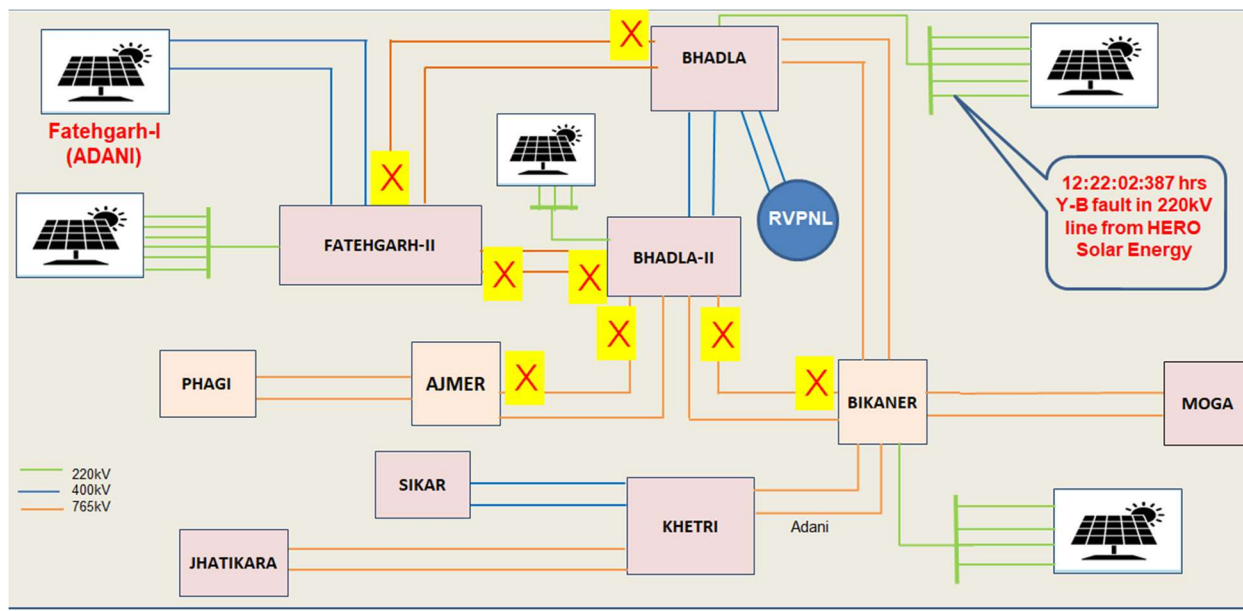 X
BHADLA
Fatehgarh-I
(ADANI)
X
12:22:02:387 hrs
Y-B fault in 220kV
line from HERO
Solar Energy
RVPNL
FATEHGARH-II
BHADLA-II
X
X
X
X
PHAGI
AJMER
X
X
BIKANER
MOGA
220kV
400kV
765kV
SIKAR
KHETRI
Adani
JHATIKARA